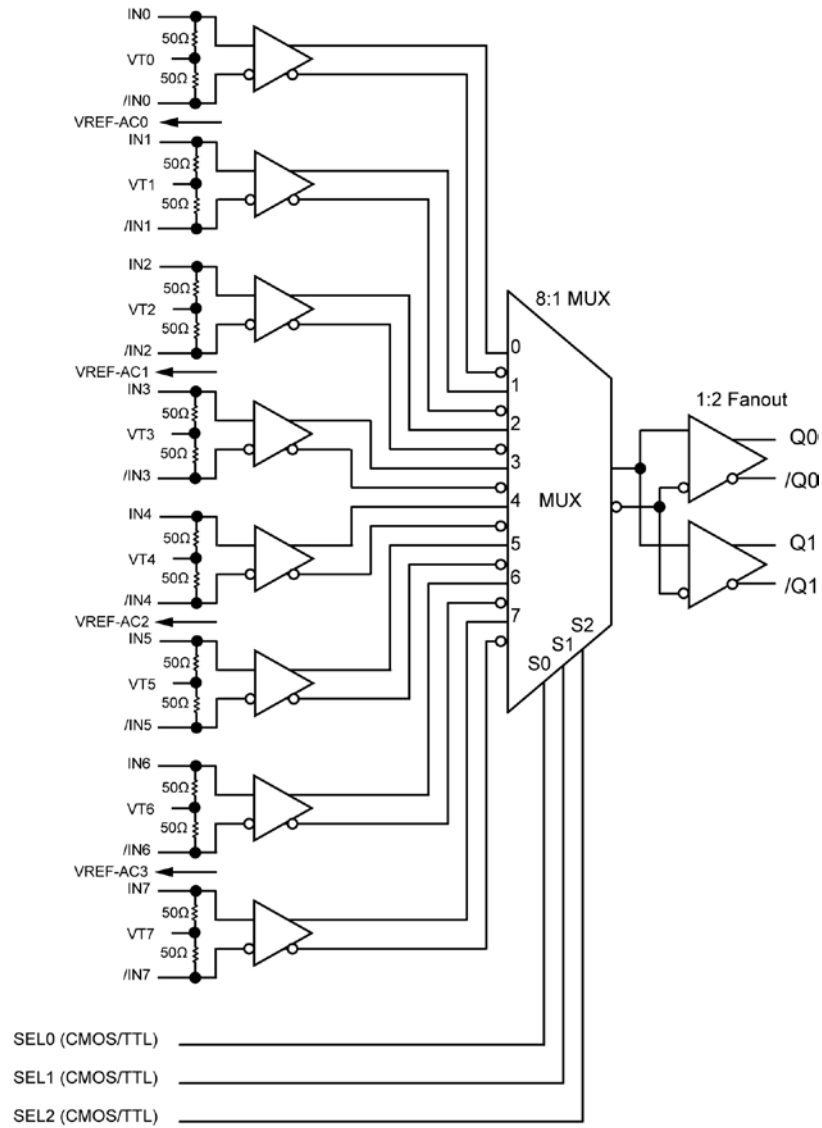 IN0
50Ω
VT0
50Ω
/IN0
VREF-AC0
IN1
50Ω
VT1
50Ω
/IN1
IN2
50Ω
VT2
50Ω
/IN2
VREF-AC1
IN3
50Ω
VT3
50Ω
/IN3
IN4
50Ω
VT4
50Ω
/IN4
VREF-AC2
IN5
50Ω
VT5
50Ω
/IN5
IN6
50Ω
VT6
50Ω
/IN6
VREF-AC3
IN7
50Ω
VT7
50Ω
/IN7
8:1 MUX
0
1
2
3
4
MUX
5
6
7
S0
S1
S2
1:2 Fanout
Q0
/Q0
Q1
/Q1
SEL0 (CMOS/TTL)
SEL1 (CMOS/TTL)
SEL2 (CMOS/TTL)